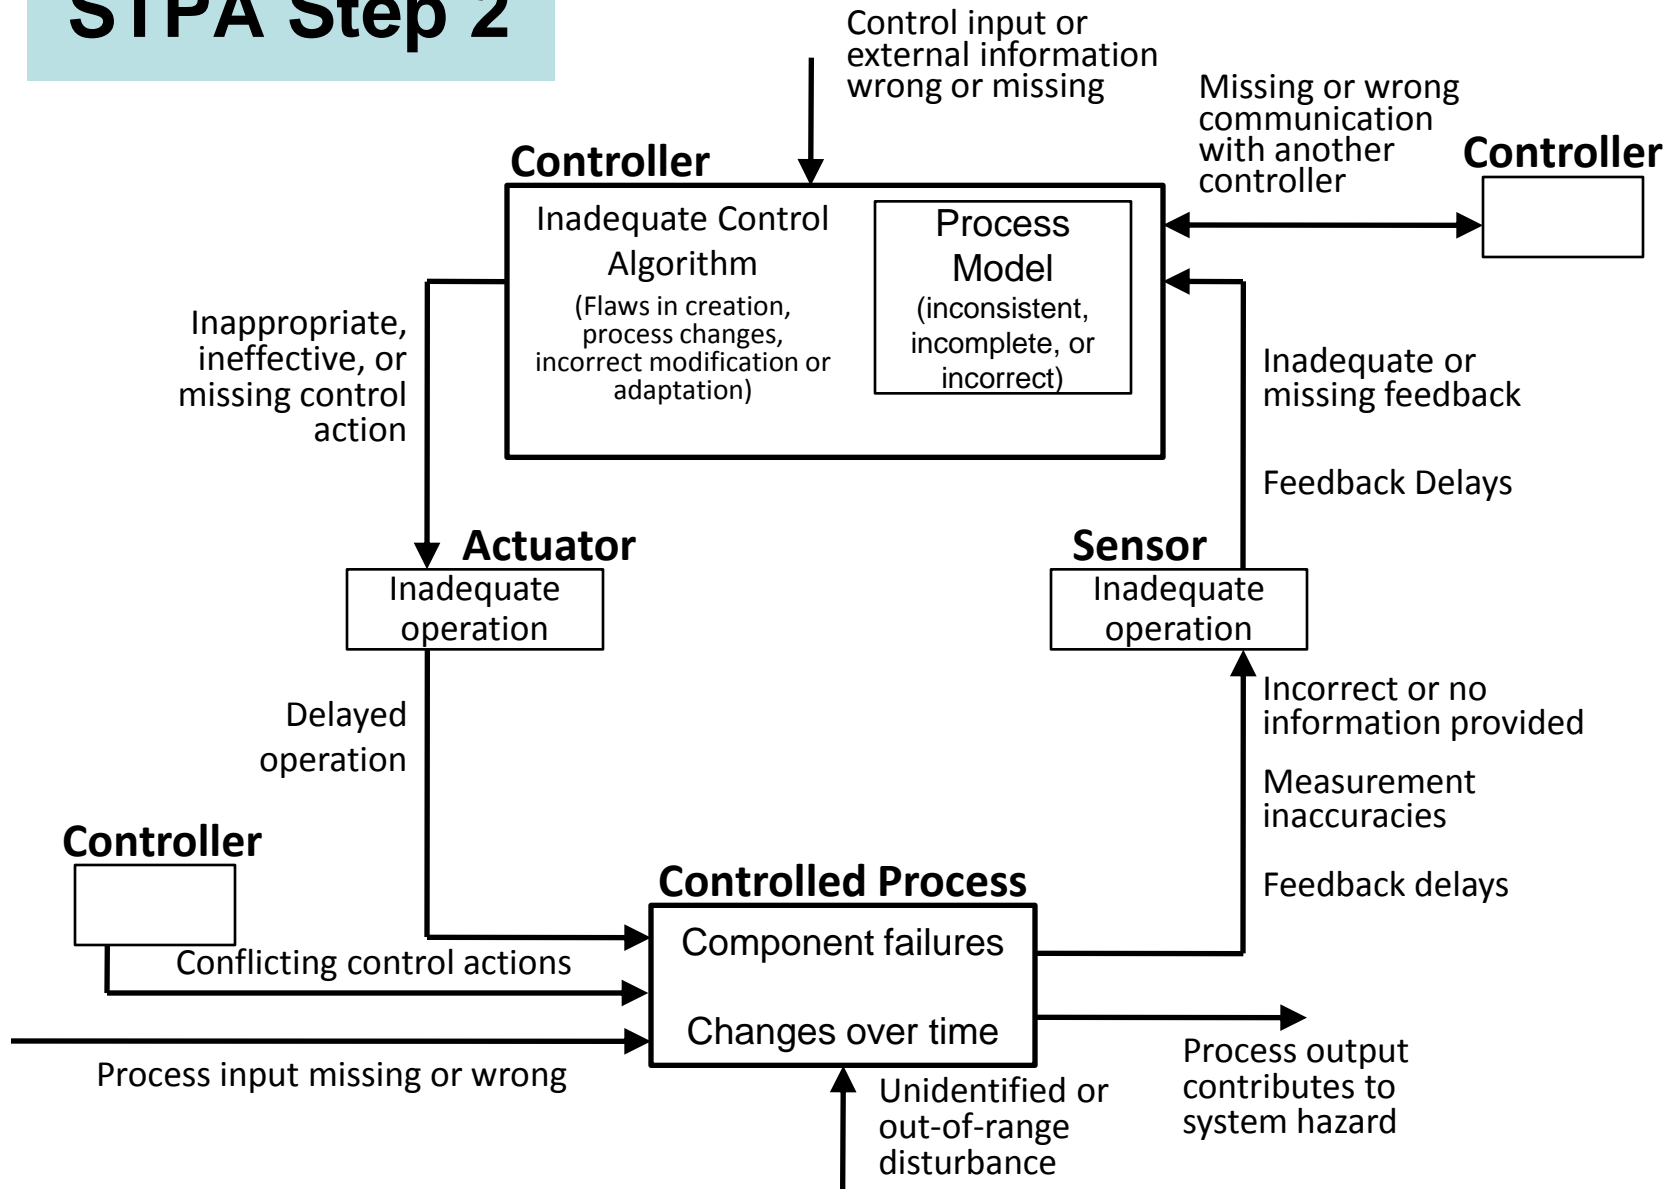 STPA Step 2
Control input or
external information
wrong or missing
Missing or wrong
communication
with another
controller
Controller
Controller
Inadequate Control
Algorithm
(Flaws in creation,
process changes,
incorrect modification or
adaptation)
Process
Model
(inconsistent,
incomplete, or
incorrect)
Inappropriate,
ineffective, or
missing control
action
Inadequate or
missing feedback
Feedback Delays
Actuator
Inadequate
operation
Sensor
Inadequate
operation
Delayed
operation
Incorrect or no
information provided
Measurement
inaccuracies
Feedback delays
Controller
Conflicting control actions
Process input missing or wrong
Controlled Process
Component failures
Changes over time
Unidentified or
out-of-range
disturbance
Process output
contributes to
system hazard